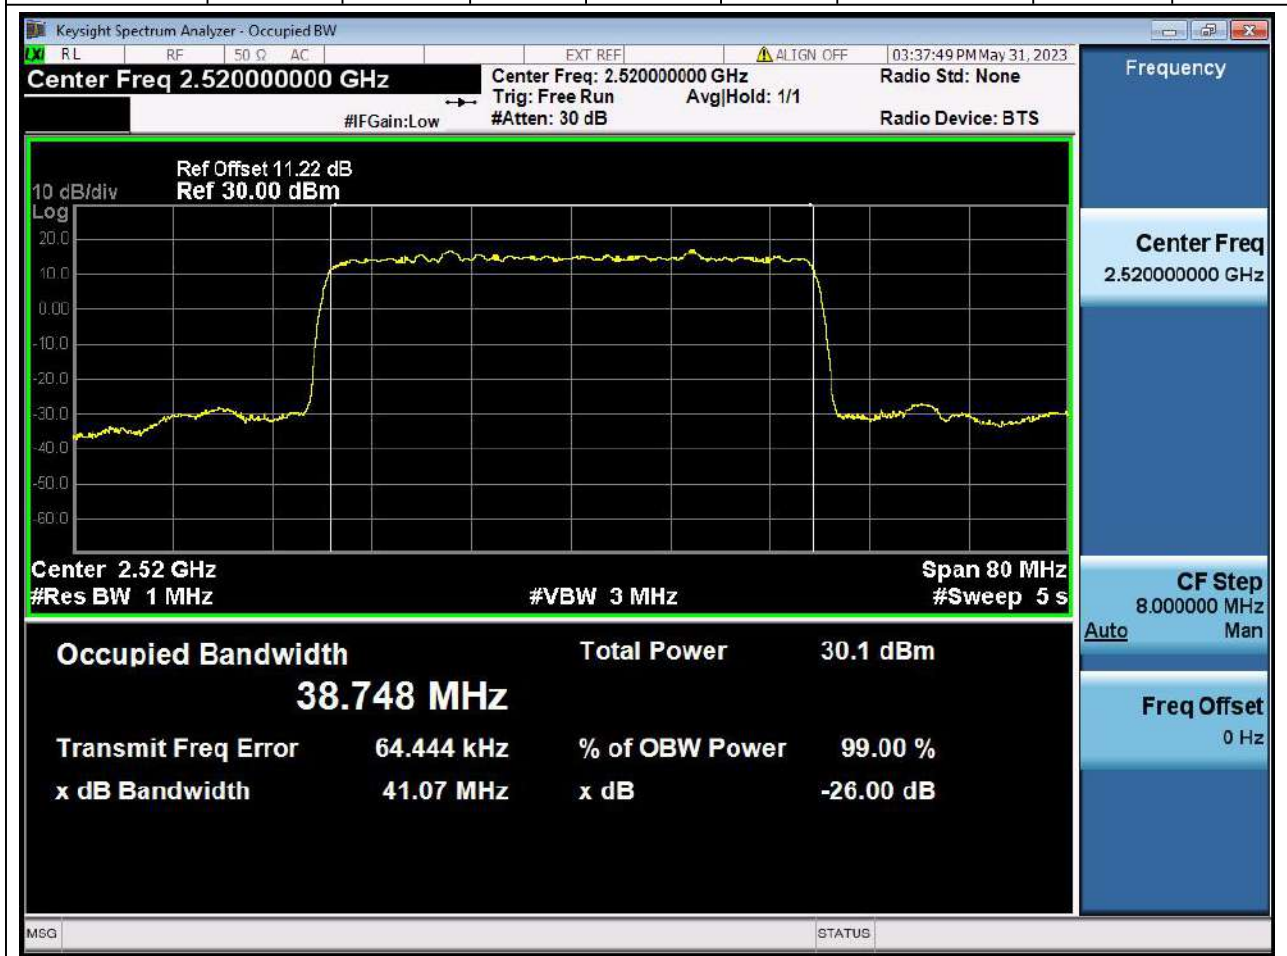 Keysight Spectrum Analyzer - Occupied BW
LXI RL RF 50 Ω AC EXT REF ALIGN OFF 03:37:49 PM May 31, 2023
Center Freq 2.520000000 GHz
Center Freq: 2.520000000 GHz
Radio Std: None
Trig: Free Run Avg|Hold: 1/1
#IFGain:Low #Atten: 30 dB Radio Device: BTS
Ref Offset 11.22 dB
10 dB/div Ref 30.00 dBm
Log
20.0
10.0
0.00
-10.0
-20.0
-30.0
-40.0
-50.0
-60.0
Center 2.52 GHz Span 80 MHz
#Res BW 1 MHz #VBW 3 MHz #Sweep 5 s
Occupied Bandwidth Total Power 30.1 dBm
38.748 MHz
Transmit Freq Error 64.444 kHz % of OBW Power 99.00 %
x dB Bandwidth 41.07 MHz x dB -26.00 dB
Frequency
Center Freq
2.520000000 GHz
CF Step
8.000000 MHz
Auto Man
Freq Offset
0 Hz
MSG STATUS